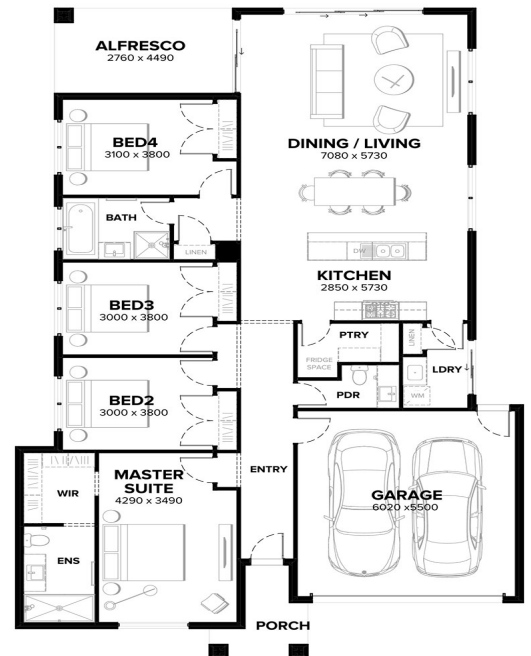 ALFRESCO
2760 x 4490
BED4
3100 x 3800
DINING / LIVING
7080 x 5730
BATH
LINEN
DW
KITCHEN
2850 x 5730
BED3
3000 x 3800
PTRY
LINEN
FRIDGE
SPACE
LDRY
PDR
WM
BED2
3000 x 3800
WIR
MASTER
SUITE
4290 x 3490
ENTRY
GARAGE
6020 x5500
ENS
PORCH